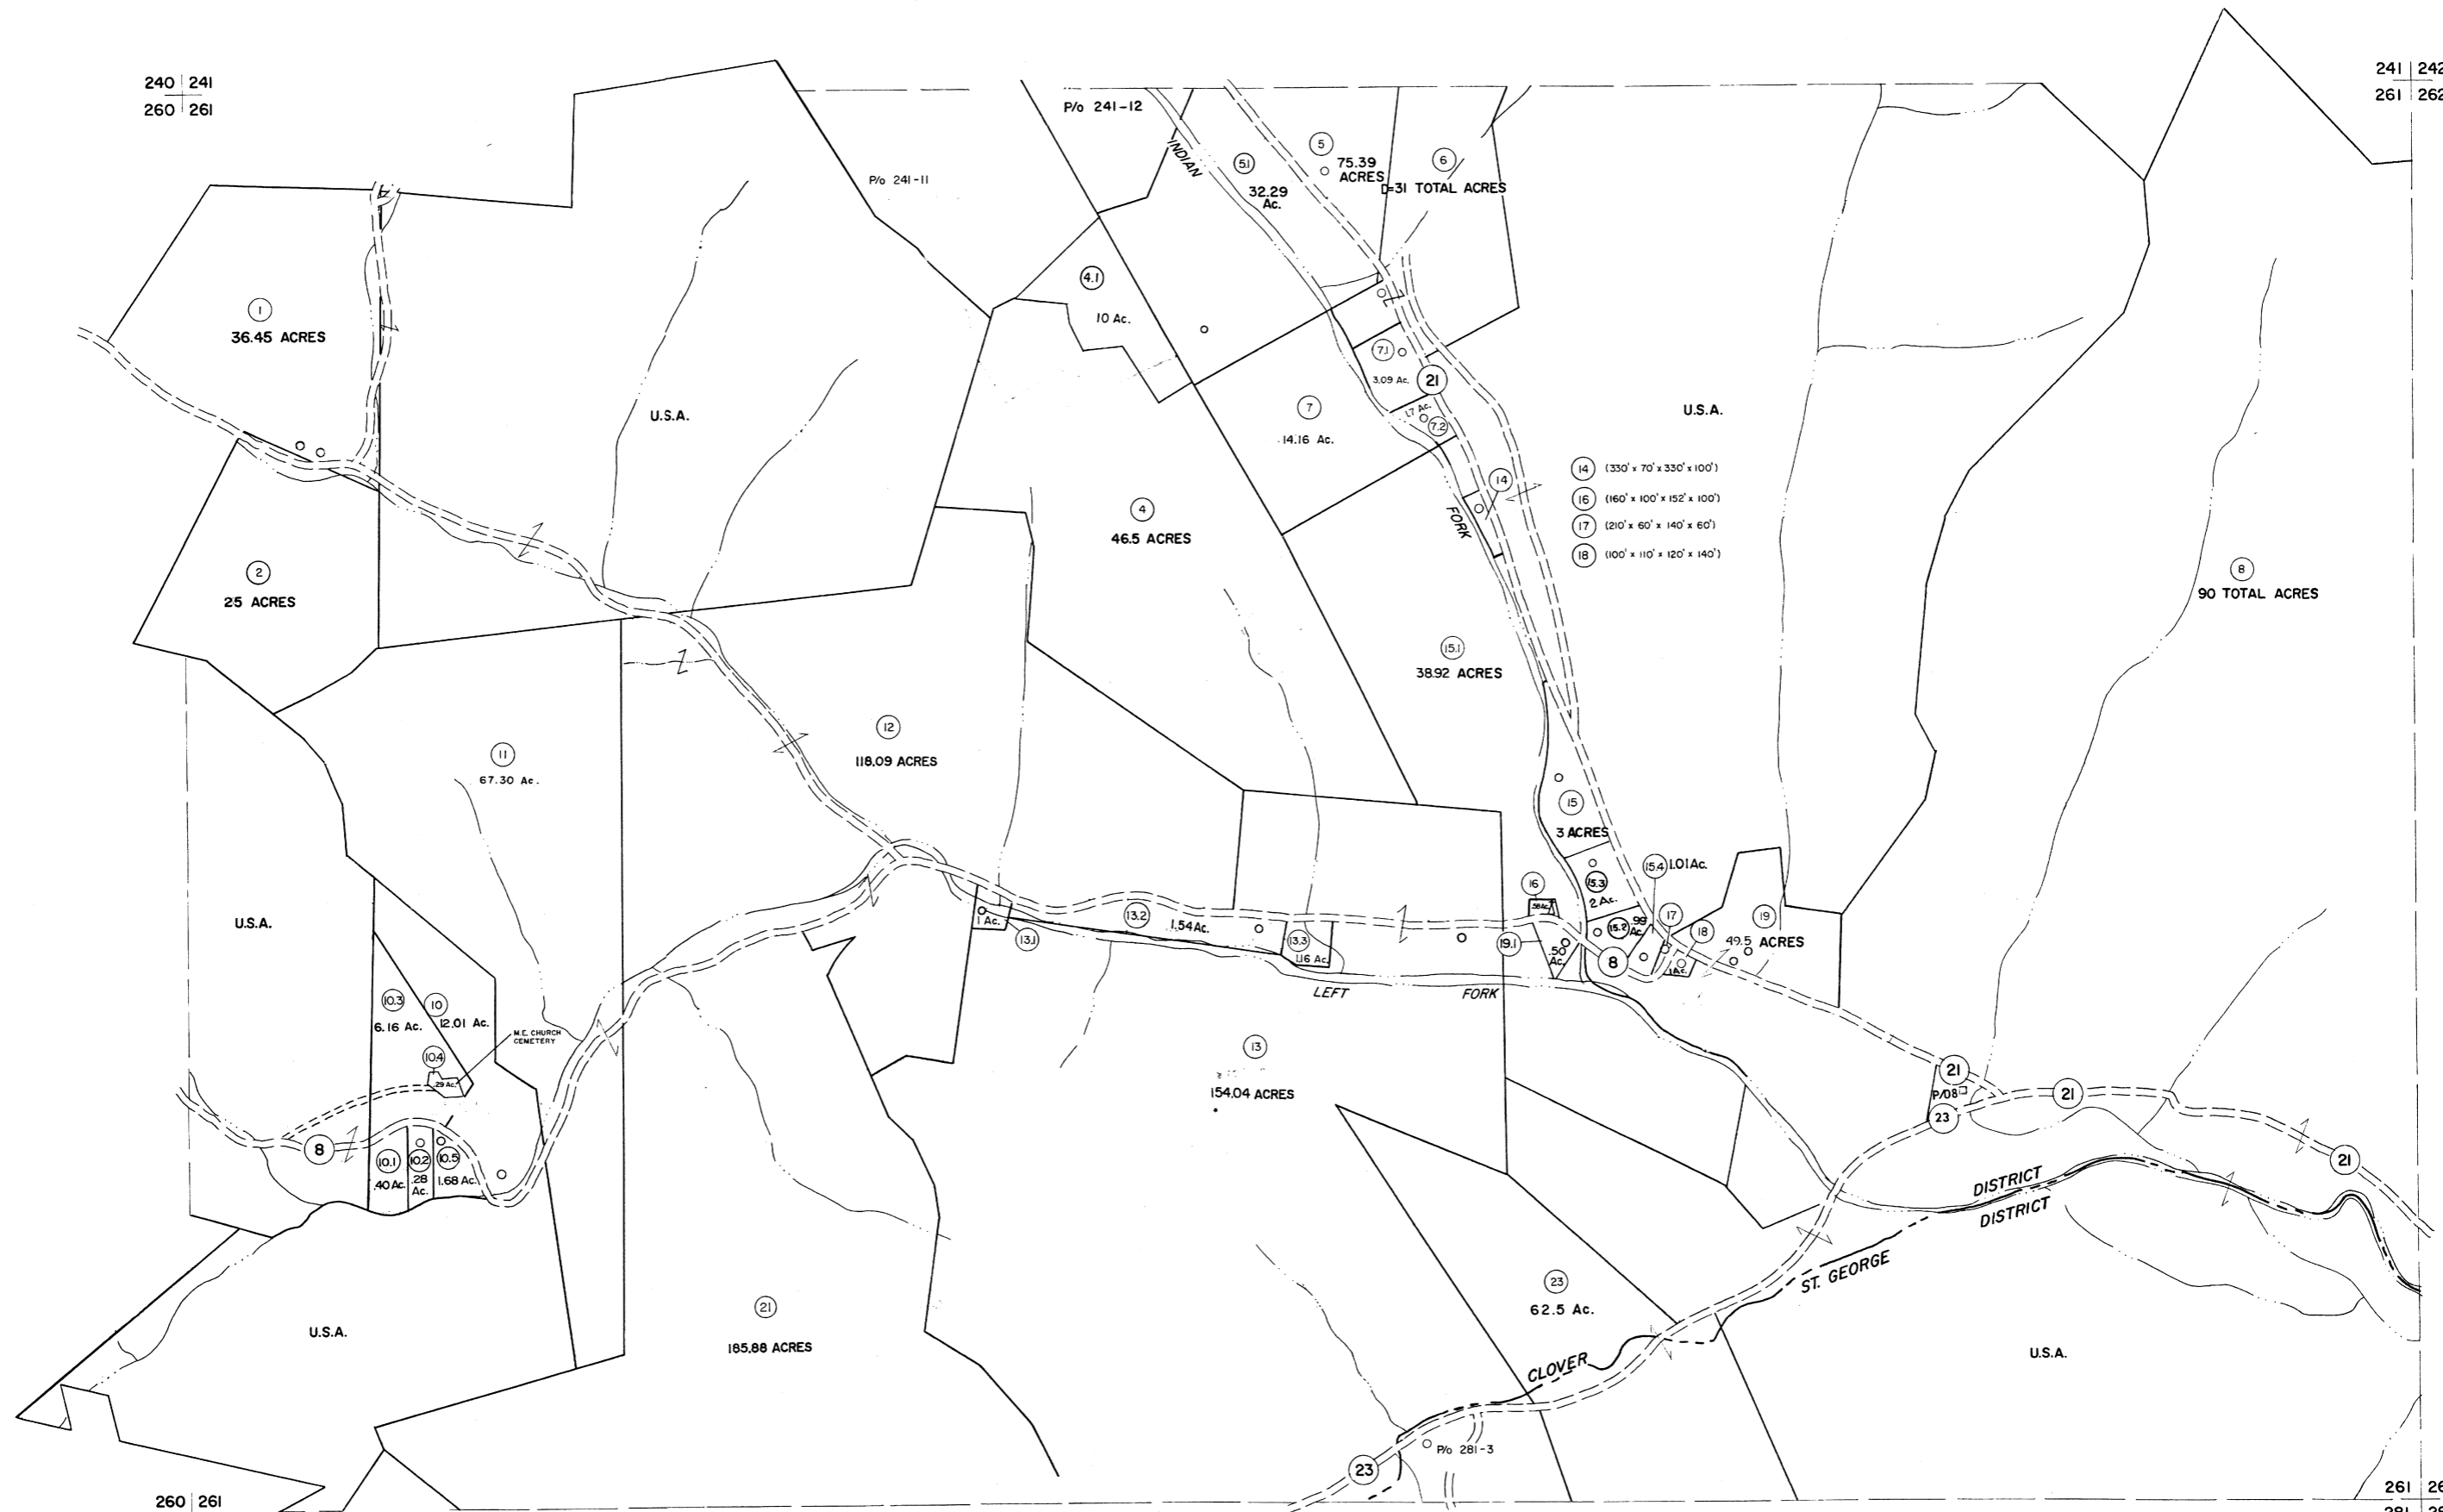 240 241
260 261
241 242
261 262
P/o 241-12
P/o 241-11
INDIAN
5.1
32.29
Ac.
5
75.39
ACRES
6
D=31 TOTAL ACRES
4.1
10 Ac.
1
36.45 ACRES
U.S.A.
7.1
3.09 Ac.
21
1.7 Ac.
7.2
7
14.16 Ac.
U.S.A.
14 (330' x 70' x 330' x 100')
16 (160' x 100' x 152' x 100')
17 (210' x 60' x 140' x 60')
18 (100' x 110' x 120' x 140')
14
FORK
4
46.5 ACRES
2
25 ACRES
8
90 TOTAL ACRES
15.1
38.92 ACRES
12
118.09 ACRES
11
67.30 Ac.
15
3 ACRES
15.4 1.01 Ac.
15.3
2 Ac.
16
.58 Ac.
15.2 .99
Ac.
17
18
.1 Ac.
19
49.5 ACRES
19.1
.50
Ac.
8
U.S.A.
1 Ac.
13.1
13.2
1.54 Ac.
13.3
1.16 Ac.
LEFT FORK
10.3
6.16 Ac.
10
12.01 Ac.
M.E. CHURCH
CEMETERY
10.4
.29 Ac.
13
154.04 ACRES
21
P/O 8
23
21
21
8
10.1
.40 Ac.
10.2
.28
Ac.
10.5
1.68 Ac.
DISTRICT
DISTRICT
ST. GEORGE
CLOVER
23
62.5 Ac.
21
185.88 ACRES
U.S.A.
U.S.A.
P/o 281-3
23
260 261
261